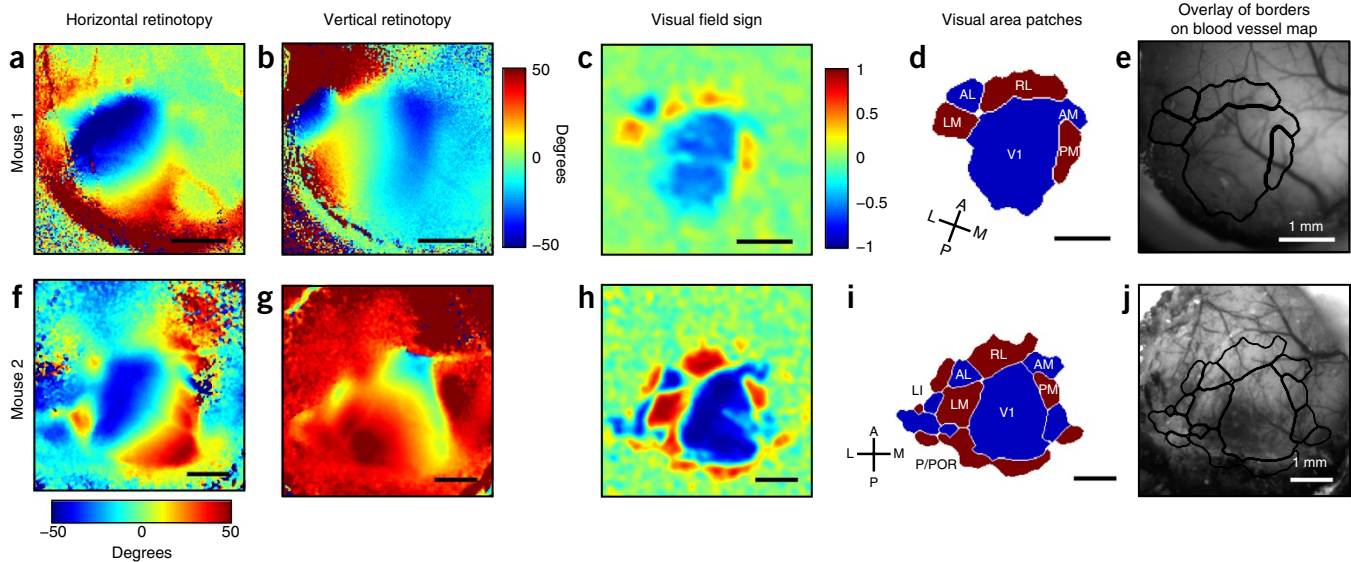 Horizontal retinotopy
Vertical retinotopy
Visual field sign
Visual area patches
Overlay of borders
on blood vessel map
Mouse 1
a
b
50
0
−50
Degrees
c
1
0.5
0
−0.5
−1
d
AL
RL
LM
AM
V1
PM
A
L
M
P
e
1 mm
Mouse 2
f
g
h
i
RL
AL
AM
LI
LM
PM
V1
P/POR
A
L
M
P
j
1 mm
−50
0
50
Degrees